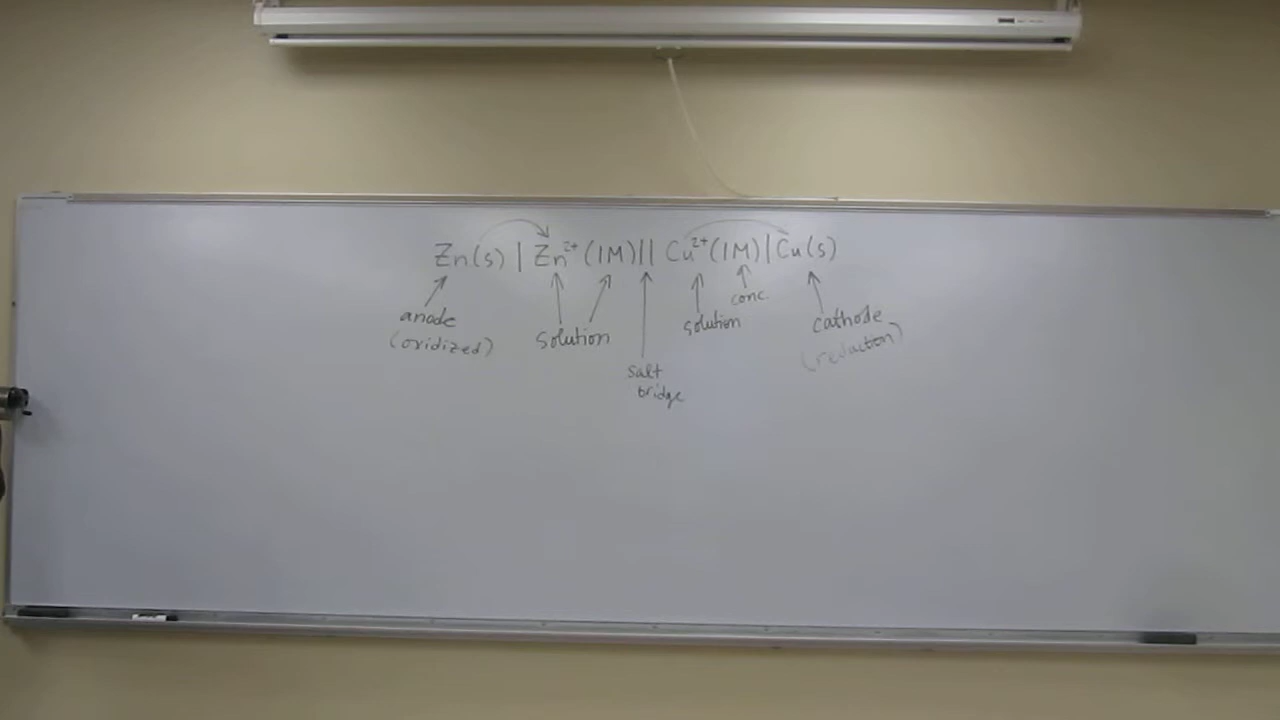 Zn(s) | Zn²⁺(1M) || Cu²⁺(1M) | Cu(s)
anode
(oxidized)
solution
salt
bridge
solution
conc.
cathode
(reduction)